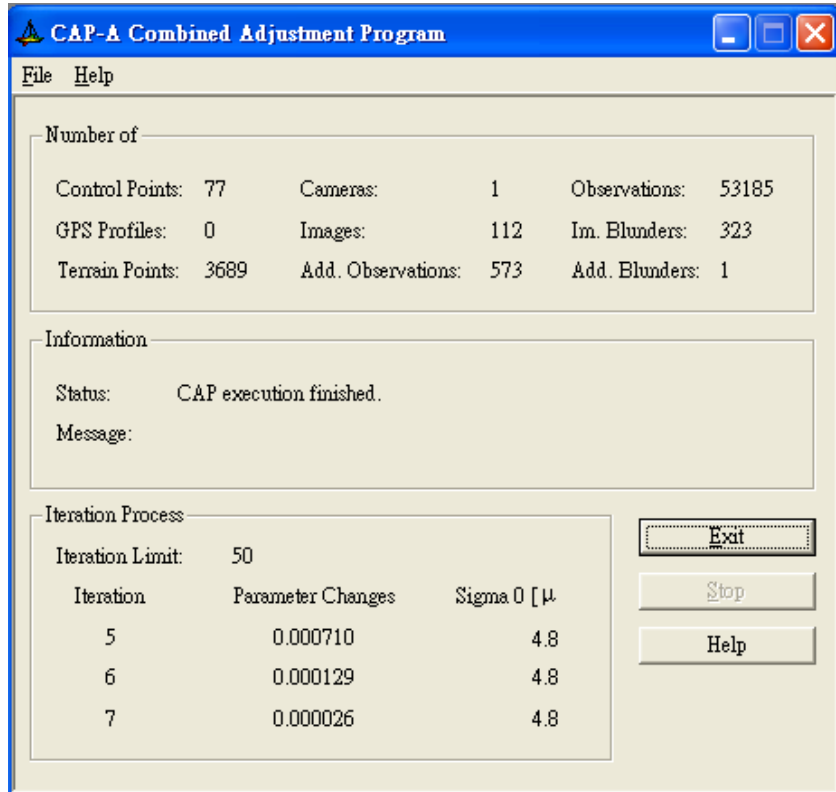 CAP-A Combined Adjustment Program
File Help
Number of
Control Points: 77 Cameras: 1 Observations: 53185
GPS Profiles: 0 Images: 112 Im. Blunders: 323
Terrain Points: 3689 Add. Observations: 573 Add. Blunders: 1
Information
Status: CAP execution finished.
Message:
Iteration Process
Iteration Limit: 50
Iteration Parameter Changes Sigma 0 [ μ
5 0.000710 4.8
6 0.000129 4.8
7 0.000026 4.8
Exit
Stop
Help